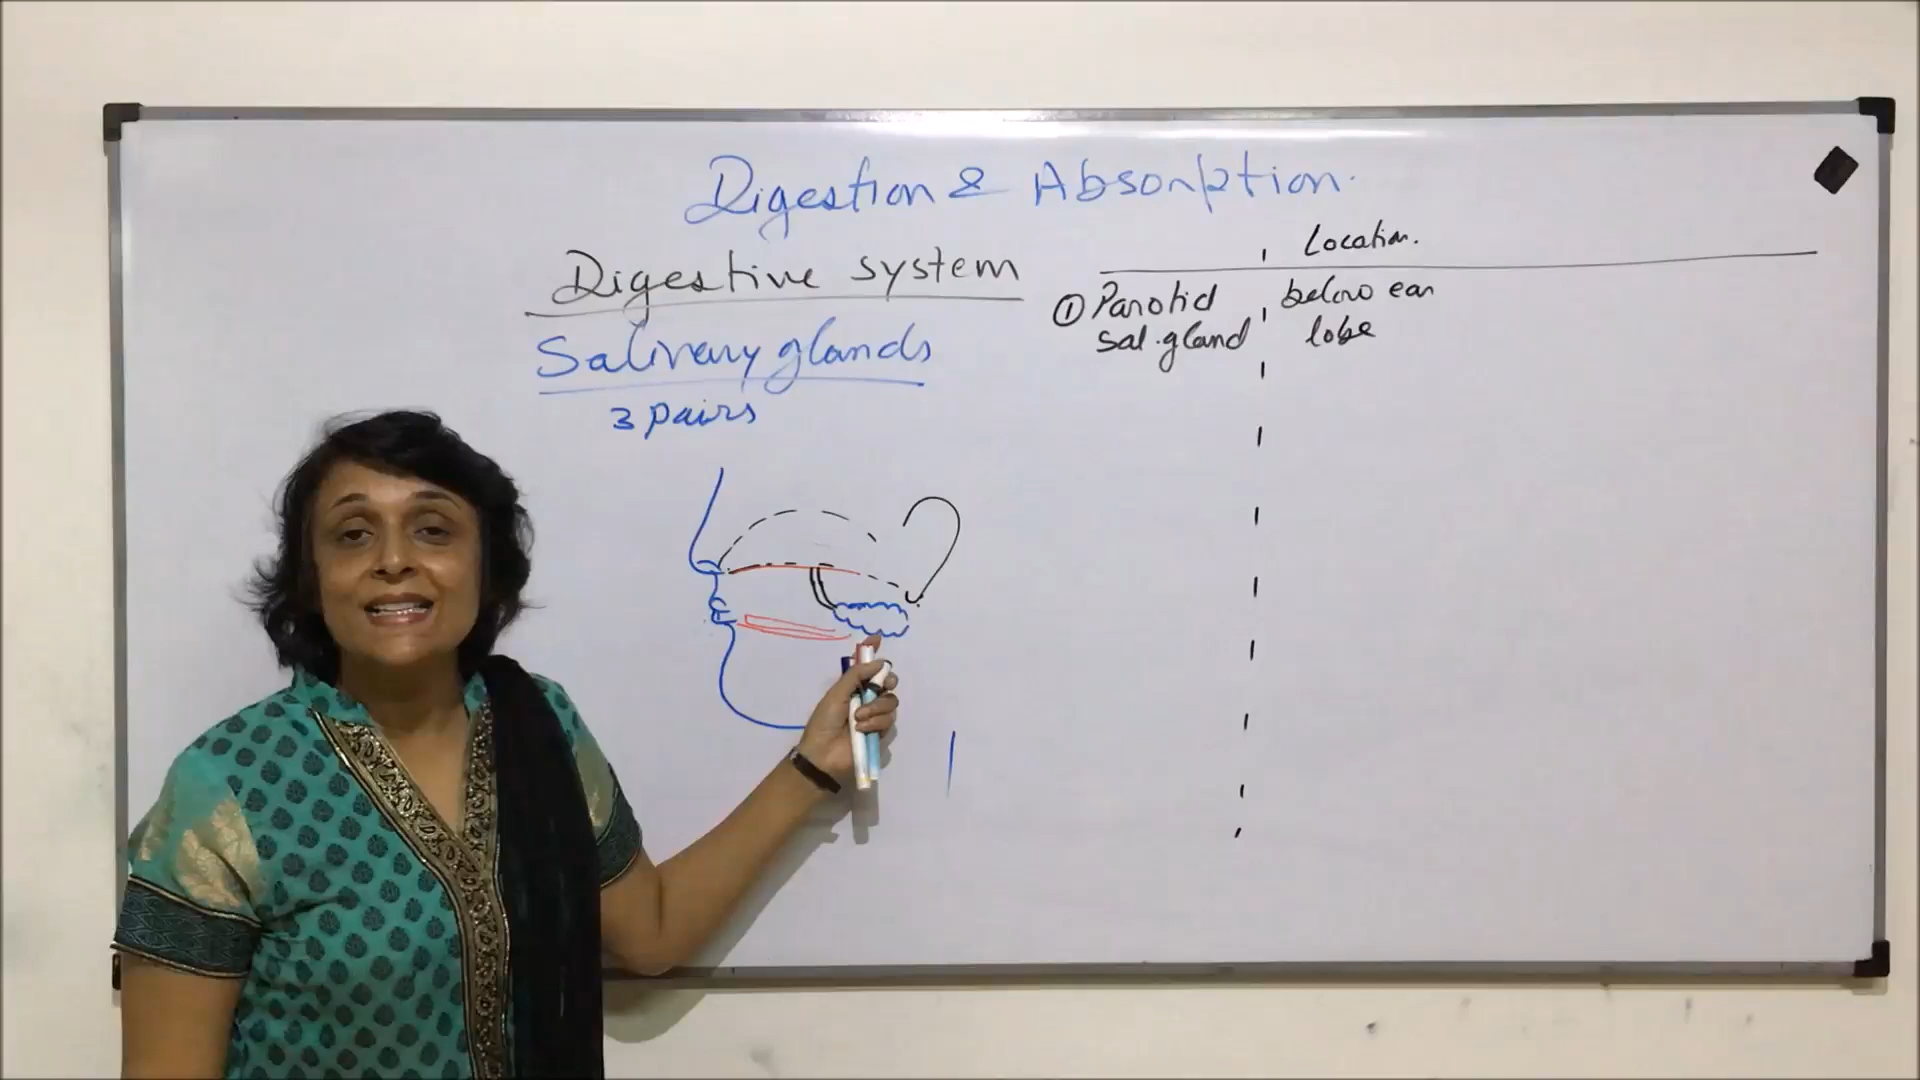 Digestion & Absorption.
Digestive system
Salivary glands
3 pairs
Location.
① Parotid
sal. gland
below ear
lobe